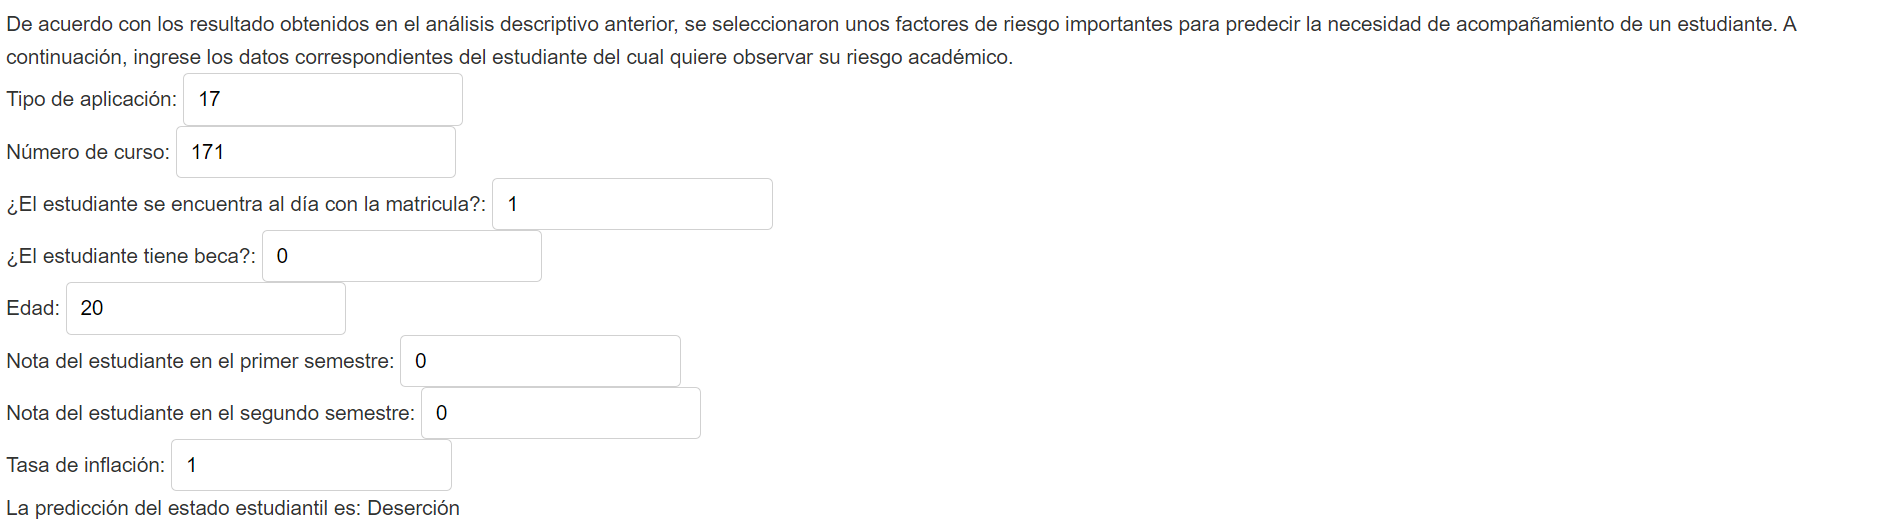 De acuerdo con los resultado obtenidos en el análisis descriptivo anterior, se seleccionaron unos factores de riesgo importantes para predecir la necesidad de acompañamiento de un estudiante. A
continuación, ingrese los datos correspondientes del estudiante del cual quiere observar su riesgo académico.
Tipo de aplicación: 17
Número de curso: 171
¿El estudiante se encuentra al día con la matricula?: 1
¿El estudiante tiene beca?: 0
Edad: 20
Nota del estudiante en el primer semestre: 0
Nota del estudiante en el segundo semestre: 0
Tasa de inflación: 1
La predicción del estado estudiantil es: Deserción